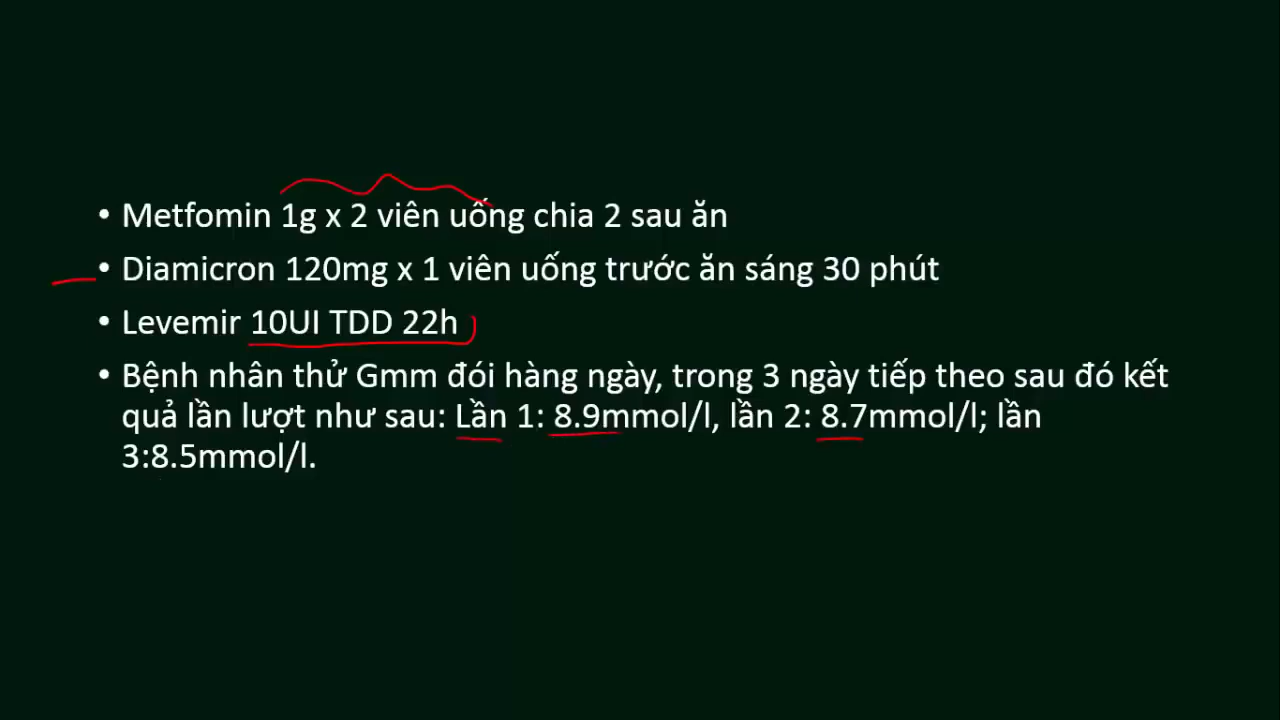 • Metfomin 1g x 2 viên uống chia 2 sau ăn
• Diamicron 120mg x 1 viên uống trước ăn sáng 30 phút
• Levemir 10UI TDD 22h
• Bệnh nhân thử Gmm đói hàng ngày, trong 3 ngày tiếp theo sau đó kết
quả lần lượt như sau: Lần 1: 8.9mmol/l, lần 2: 8.7mmol/l; lần
3:8.5mmol/l.